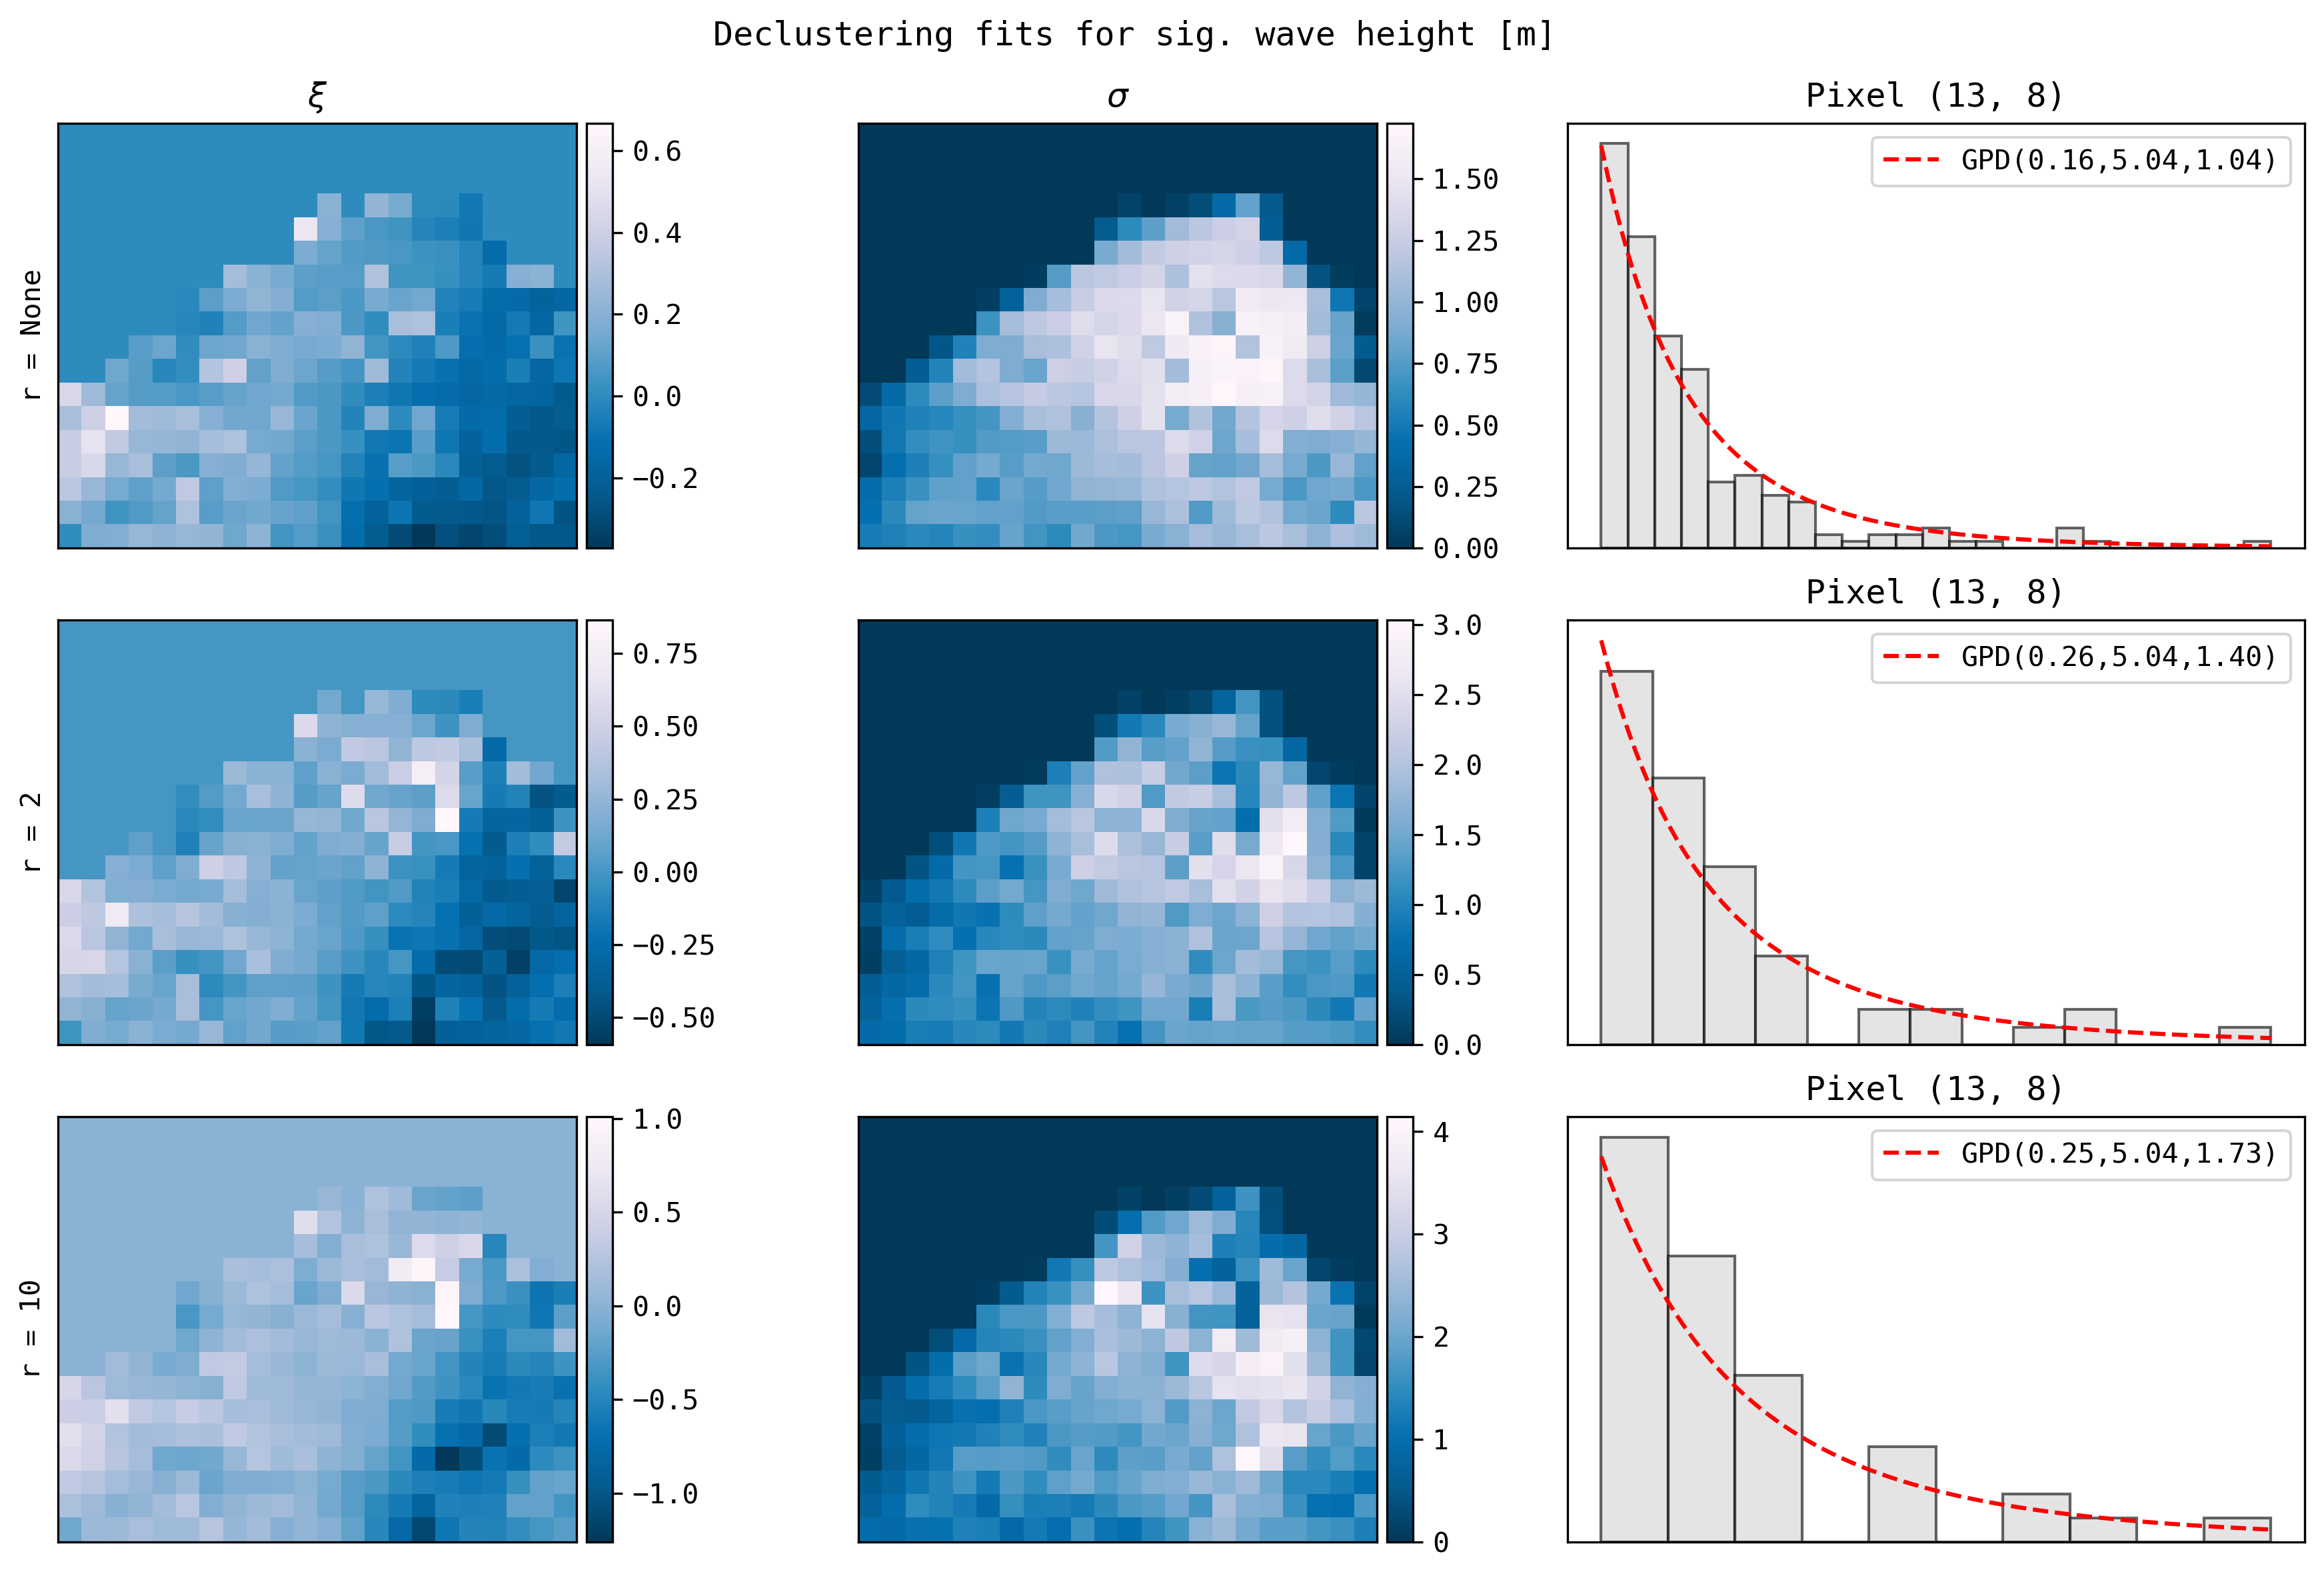 Declustering fits for sig. wave height [m]
ξ
σ
Pixel (13, 8)
r = None
0.6
0.4
0.2
0.0
−0.2
1.50
1.25
1.00
0.75
0.50
0.25
0.00
GPD(0.16,5.04,1.04)
Pixel (13, 8)
r = 2
0.75
0.50
0.25
0.00
−0.25
−0.50
3.0
2.5
2.0
1.5
1.0
0.5
0.0
GPD(0.26,5.04,1.40)
Pixel (13, 8)
r = 10
1.0
0.5
0.0
−0.5
−1.0
4
3
2
1
0
GPD(0.25,5.04,1.73)